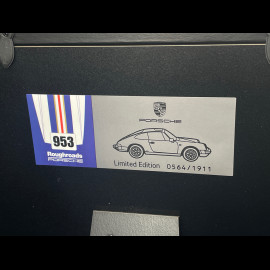 953
Roughroads
PORSCHE
PORSCHE
Limited Edition 0564/1911